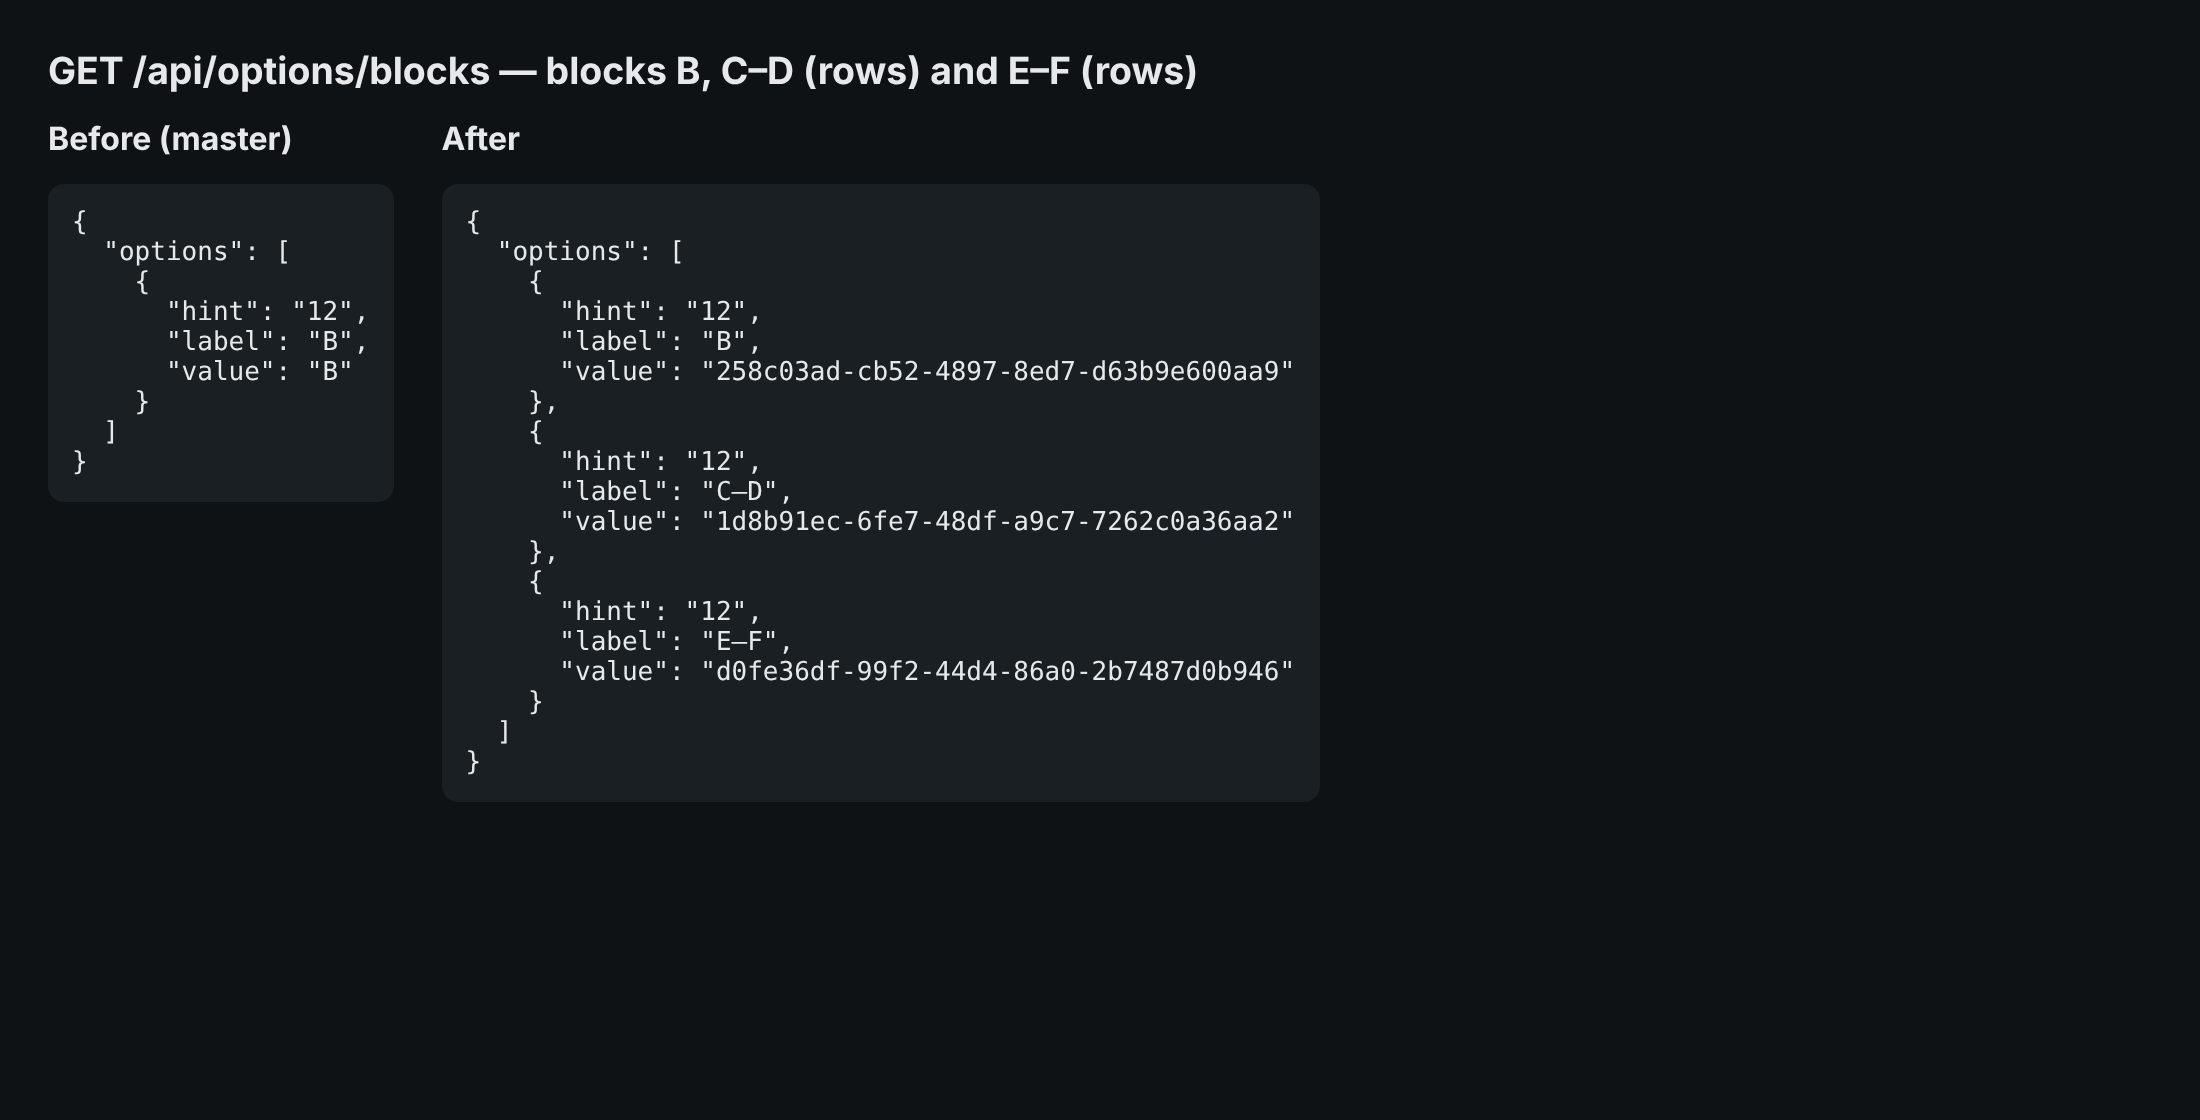 GET /api/options/blocks — blocks B, C–D (rows) and E–F (rows)
Before (master)
{
  "options": [
    {
      "hint": "12",
      "label": "B",
      "value": "B"
    }
  ]
}
After
{
  "options": [
    {
      "hint": "12",
      "label": "B",
      "value": "258c03ad-cb52-4897-8ed7-d63b9e600aa9"
    },
    {
      "hint": "12",
      "label": "C–D",
      "value": "1d8b91ec-6fe7-48df-a9c7-7262c0a36aa2"
    },
    {
      "hint": "12",
      "label": "E–F",
      "value": "d0fe36df-99f2-44d4-86a0-2b7487d0b946"
    }
  ]
}